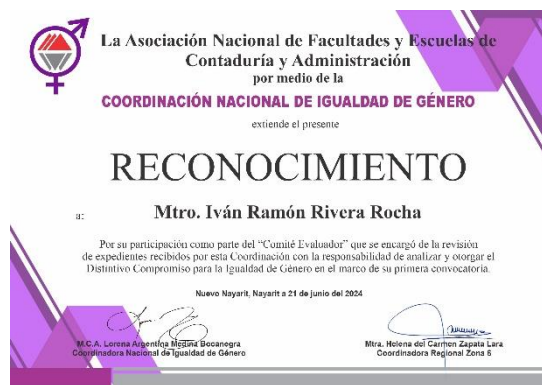 La Asociación Nacional de Facultades y Escuelas de
Contaduría y Administración
por medio de la
COORDINACIÓN NACIONAL DE IGUALDAD DE GÉNERO
extiende el presente
RECONOCIMIENTO
a: Mtro. Iván Ramón Rivera Rocha
Por su participación como parte del “Comité Evaluador” que se encargó de la revisión
de expedientes recibidos por esta Coordinación con la responsabilidad de analizar y otorgar el
Distintivo Compromiso para la Igualdad de Género en el marco de su primera convocatoria.
Nuevo Nayarit, Nayarit a 21 de junio del 2024
M.C.A. Lorena Argentina Medina Bocanegra
Coordinadora Nacional de Igualdad de Género
Mtra. Helena del Carmen Zapata Lara
Coordinadora Regional Zona 6